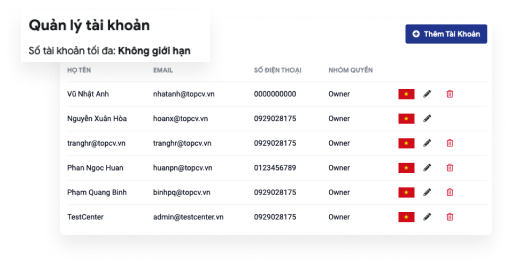 Quản lý tài khoản
Số tài khoản tối đa: Không giới hạn
Thêm Tài Khoản
HỌ TÊN EMAIL SỐ ĐIỆN THOẠI NHÓM QUYỀN
Vũ Nhật Anh nhatanh@topcv.vn 0000000000 Owner
Nguyễn Xuân Hòa hoanx@topcv.vn 0929028175 Owner
tranghr@topcv.vn tranghr@topcv.vn 0929028175 Owner
Phan Ngoc Huan huanpn@topcv.vn 0123456789 Owner
Phạm Quang Bình binhpq@topcv.vn 0929028175 Owner
TestCenter admin@testcenter.vn 0929028175 Owner